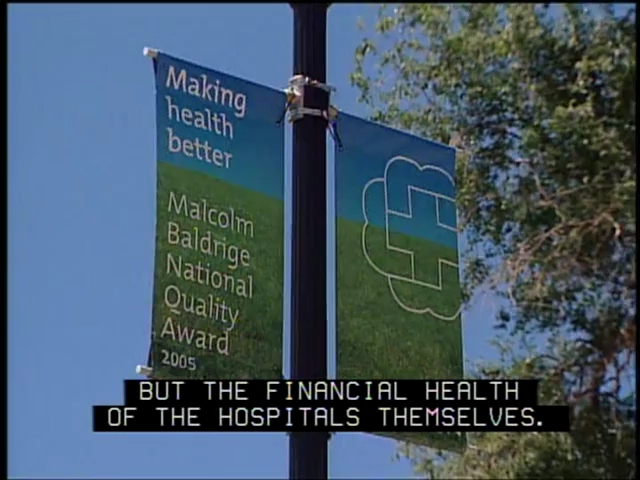 Making
health
better
Malcolm
Baldrige
National
Quality
Award
2005
BUT THE FINANCIAL HEALTH
OF THE HOSPITALS THEMSELVES.